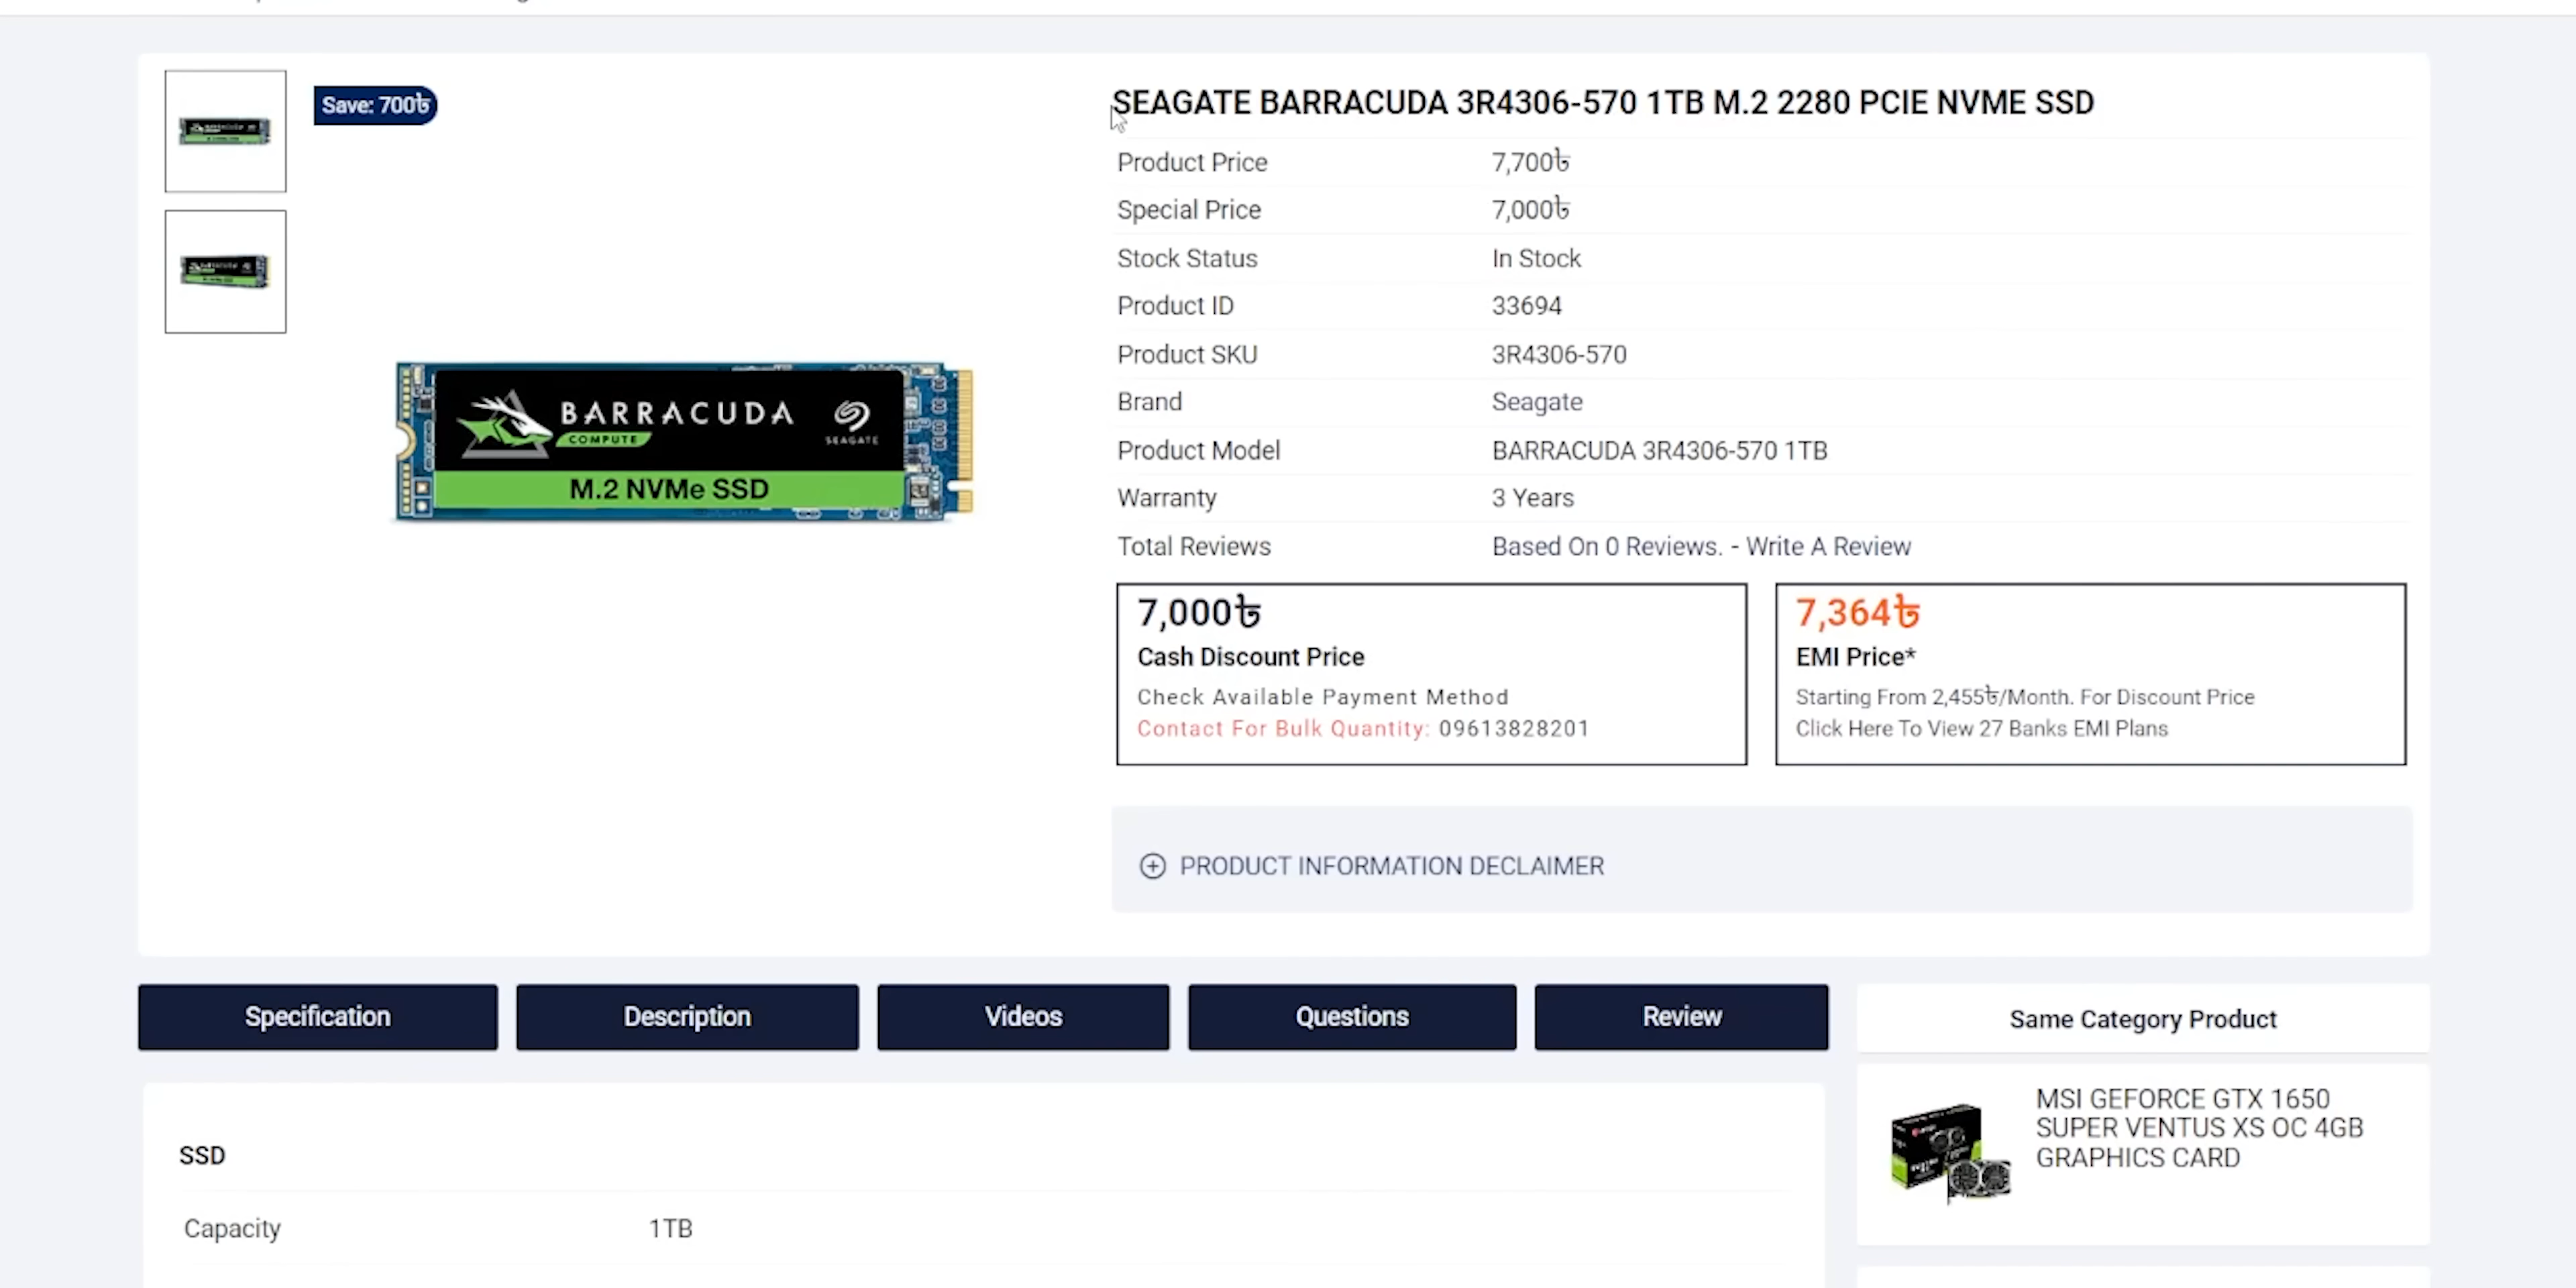 Save: 700৳
SEAGATE BARRACUDA 3R4306-570 1TB M.2 2280 PCIE NVME SSD
Product Price 7,700৳
Special Price 7,000৳
Stock Status In Stock
Product ID 33694
Product SKU 3R4306-570
Brand Seagate
Product Model BARRACUDA 3R4306-570 1TB
Warranty 3 Years
Total Reviews Based On 0 Reviews. - Write A Review
BARRACUDA
COMPUTE
SEAGATE
M.2 NVMe SSD
7,000৳
Cash Discount Price
Check Available Payment Method
Contact For Bulk Quantity: 09613828201
7,364৳
EMI Price*
Starting From 2,455৳/Month. For Discount Price
Click Here To View 27 Banks EMI Plans
PRODUCT INFORMATION DECLAIMER
Specification
Description
Videos
Questions
Review
Same Category Product
MSI GEFORCE GTX 1650
SUPER VENTUS XS OC 4GB
GRAPHICS CARD
SSD
Capacity 1TB